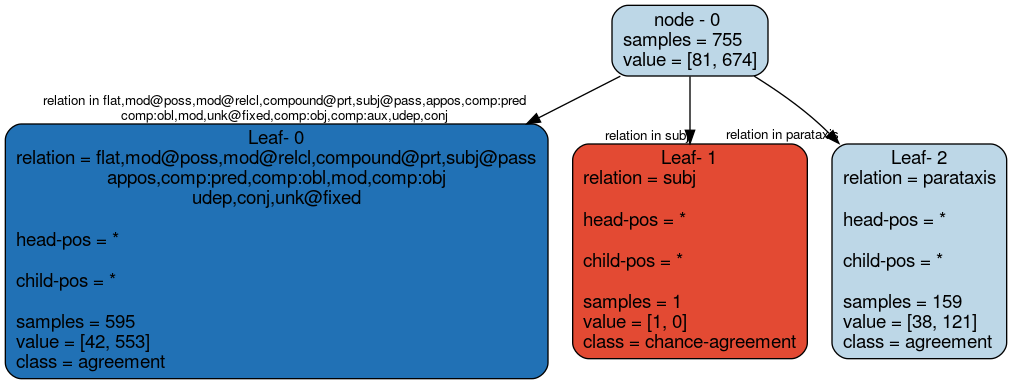 node - 0
samples = 755
value = [81, 674]
relation in flat,mod@poss,mod@relcl,compound@prt,subj@pass,appos,comp:pred
comp:obl,mod,unk@fixed,comp:obj,comp:aux,udep,conj
relation in subj
relation in parataxis
Leaf- 0
relation = flat,mod@poss,mod@relcl,compound@prt,subj@pass
appos,comp:pred,comp:obl,mod,comp:obj
udep,conj,unk@fixed
head-pos = *
child-pos = *
samples = 595
value = [42, 553]
class = agreement
Leaf- 1
relation = subj
head-pos = *
child-pos = *
samples = 1
value = [1, 0]
class = chance-agreement
Leaf- 2
relation = parataxis
head-pos = *
child-pos = *
samples = 159
value = [38, 121]
class = agreement